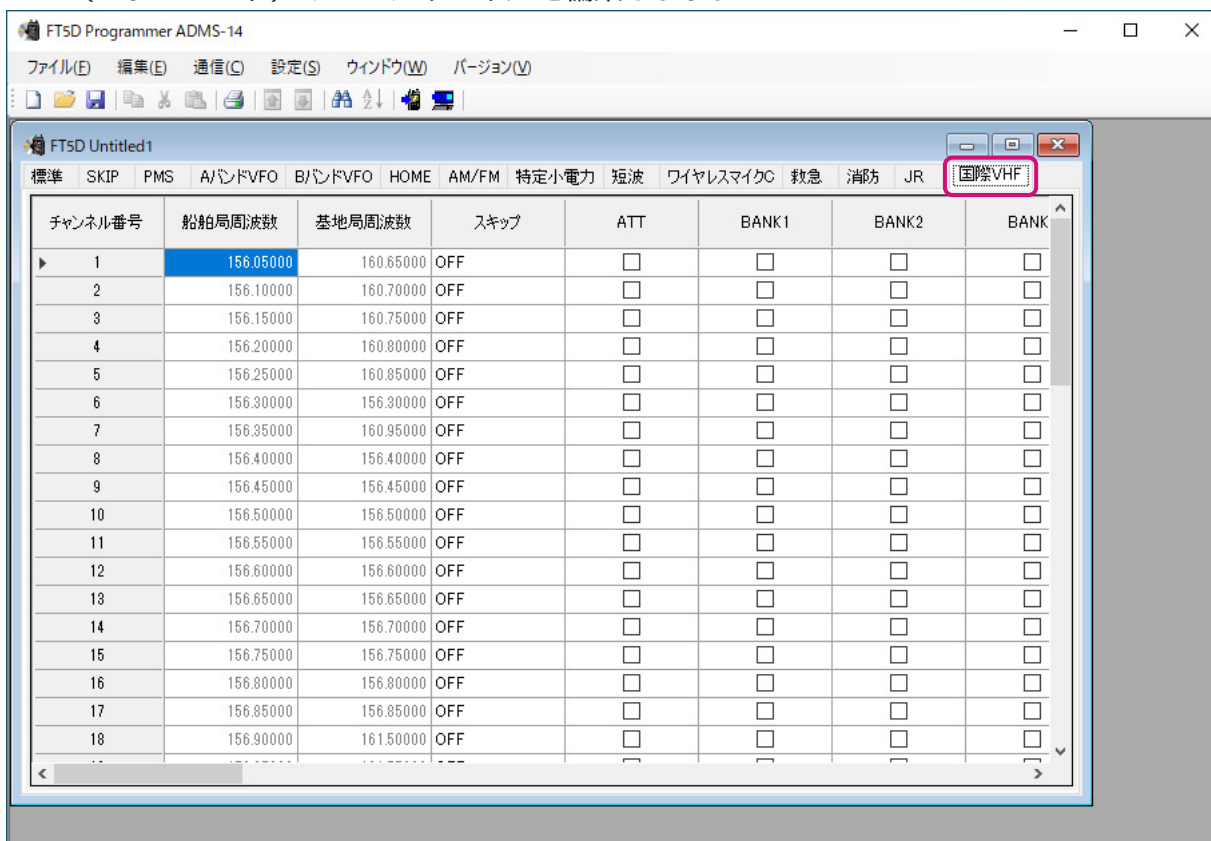 FT5D Programmer ADMS-14
ファイル(F) 編集(E) 通信(C) 設定(S) ウィンドウ(W) バージョン(V)
FT5D Untitled1
標準 SKIP PMS AバンドVFO BバンドVFO HOME AM/FM 特定小電力 短波 ワイヤレスマイクC 救急 消防 JR 国際VHF
チャンネル番号 船舶局周波数 基地局周波数 スキップ ATT BANK1 BANK2 BANK
1 156.05000 160.65000 OFF
2 156.10000 160.70000 OFF
3 156.15000 160.75000 OFF
4 156.20000 160.80000 OFF
5 156.25000 160.85000 OFF
6 156.30000 156.30000 OFF
7 156.35000 160.95000 OFF
8 156.40000 156.40000 OFF
9 156.45000 156.45000 OFF
10 156.50000 156.50000 OFF
11 156.55000 156.55000 OFF
12 156.60000 156.60000 OFF
13 156.65000 156.65000 OFF
14 156.70000 156.70000 OFF
15 156.75000 156.75000 OFF
16 156.80000 156.80000 OFF
17 156.85000 156.85000 OFF
18 156.90000 161.50000 OFF